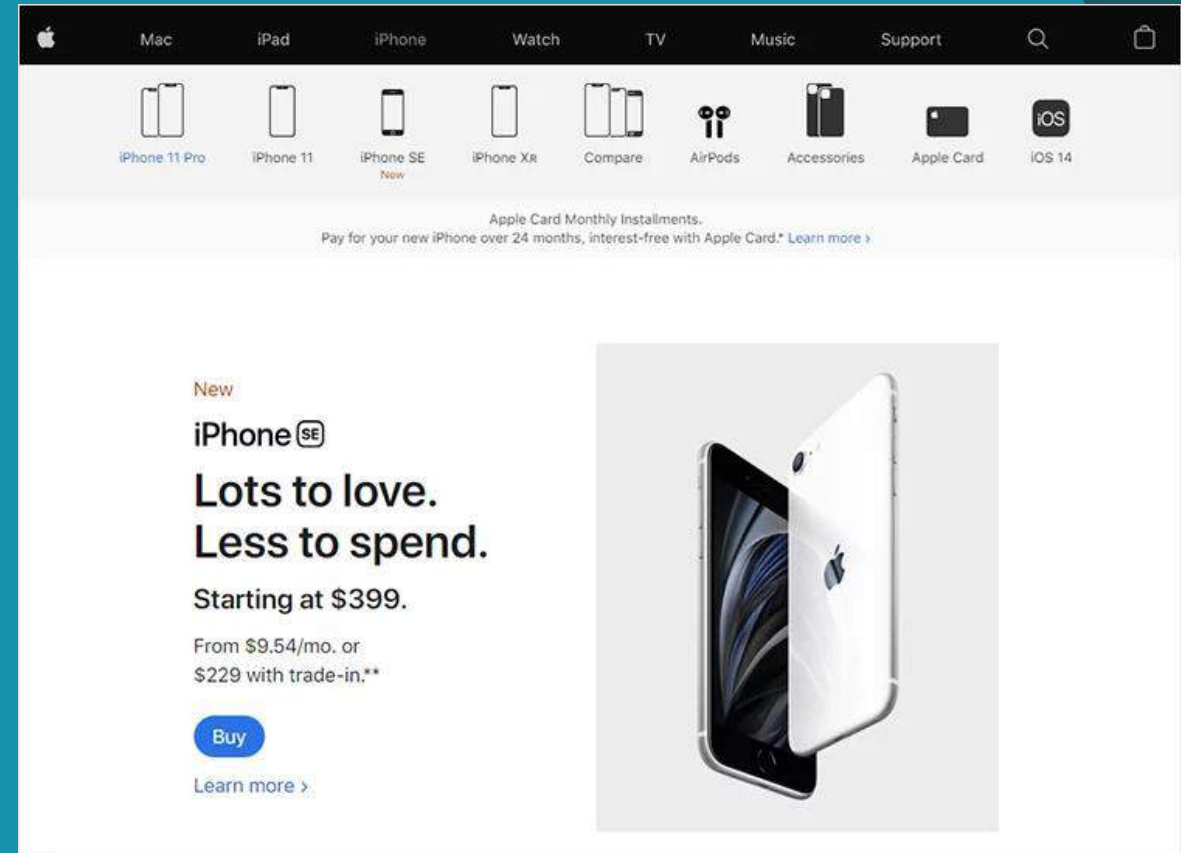 Mac iPad iPhone Watch TV Music Support
iPhone 11 Pro iPhone 11 iPhone SE iPhone XR Compare AirPods Accessories Apple Card iOS 14
New
iOS
Apple Card Monthly Installments.
Pay for your new iPhone over 24 months, interest-free with Apple Card.* Learn more ›
New
iPhone SE
Lots to love.
Less to spend.
Starting at $399.
From $9.54/mo. or
$229 with trade-in.**
Buy
Learn more ›